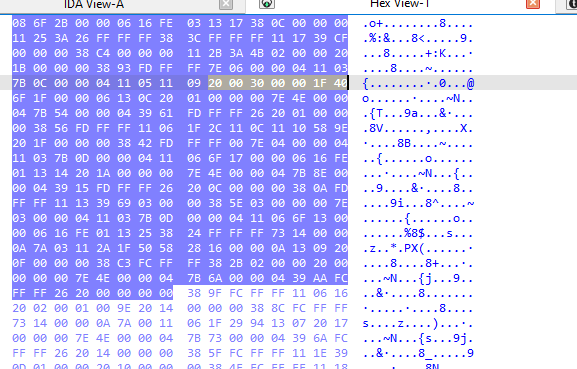 IDA View-A Hex View-1
08 6F 2B 00 00 06 16 FE 03 13 17 38 0C 00 00 00 .o+........8....
11 25 3A 26 FF FF FF 38 3C FF FF FF 11 17 39 CF .%:&...8<.....9.
00 00 00 38 C4 00 00 00 11 2B 3A 4B 02 00 00 20 ...8.....+:K...·
1B 00 00 00 38 93 FD FF FF 7E 06 00 00 04 11 03 ....8....~......
7B 0C 00 00 04 11 05 11 09 20 00 30 00 00 1F 40 {........·.0...@
6F 1F 00 00 06 13 0C 20 01 00 00 00 7E 4E 00 00 o......·....~N..
04 7B 54 00 00 04 39 61 FD FF FF 26 20 01 00 00 .{T...9a...&·...
00 38 56 FD FF FF 11 06 1F 2C 11 0C 11 10 58 9E .8V......,....X.
20 1F 00 00 00 38 42 FD FF FF 00 7E 04 00 00 04 ·....8B....~....
11 03 7B 0D 00 00 04 11 06 6F 17 00 00 06 16 FE ..{......o......
01 13 14 20 1A 00 00 00 7E 4E 00 00 04 7B 8E 00 ...·....~N...{..
00 04 39 15 FD FF FF 26 20 0C 00 00 00 38 0A FD ..9....&·....8..
FF FF 11 13 39 69 03 00 00 38 5E 03 00 00 00 7E ....9i...8^....~
03 00 00 04 11 03 7B 0D 00 00 04 11 06 6F 13 00 ......{......o..
00 06 16 FE 01 13 25 38 24 FF FF FF 73 14 00 00 ......%8$...s...
0A 7A 03 11 2A 1F 50 58 28 16 00 00 0A 13 09 20 .z..*.PX(......·
0F 00 00 00 38 C3 FC FF FF 38 2B 02 00 00 20 00 ....8....8+...·.
00 00 00 7E 4E 00 00 04 7B 6A 00 00 04 39 AA FC ...~N...{j...9..
FF FF 26 20 00 00 00 00 38 9F FC FF FF 11 06 16 ..&·....8.......
20 02 00 01 00 9E 20 14 00 00 00 38 8C FC FF FF ·.....·....8....
73 14 00 00 0A 7A 00 11 06 1F 29 94 13 07 20 17 s....z....)...·.
00 00 00 7E 4E 00 00 04 7B 73 00 00 04 39 6C FC ...~N...{s...9l.
FF FF 26 20 14 00 00 00 38 5F FC FF FF 11 1E 39 ..&·....8_.....9